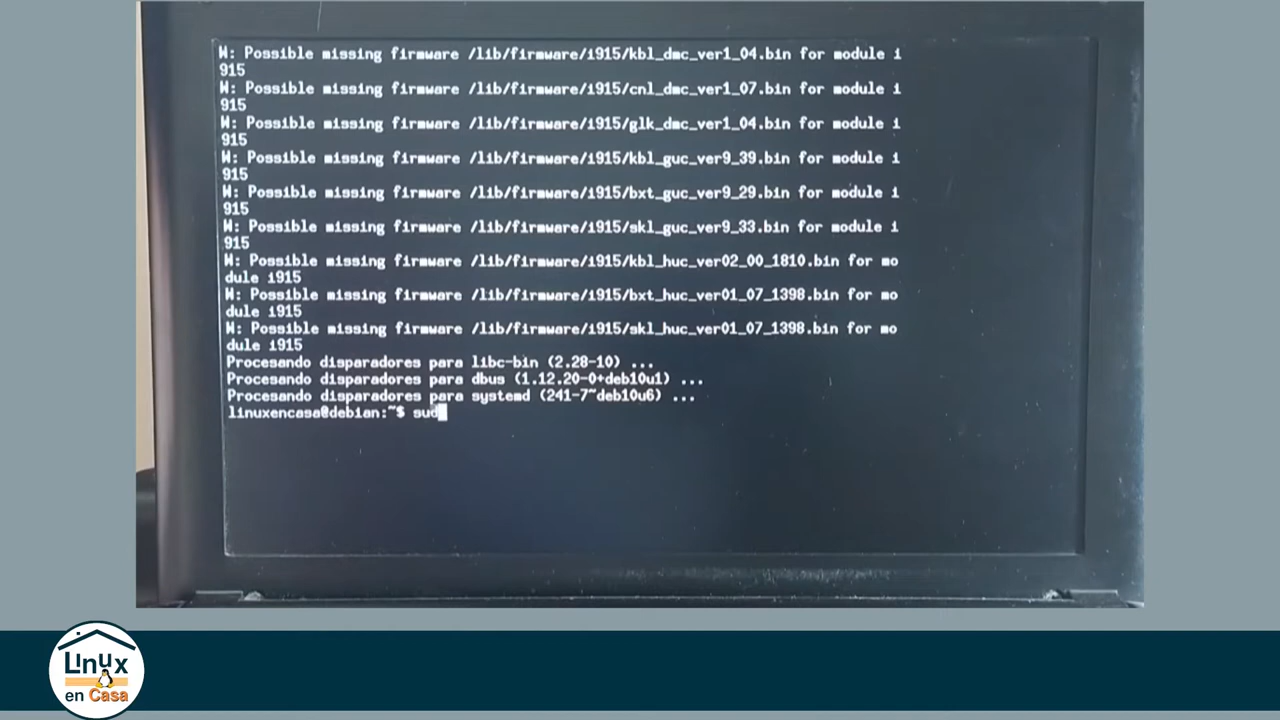 W: Possible missing firmware /lib/firmware/i915/kbl_dmc_ver1_04.bin for module i
915
W: Possible missing firmware /lib/firmware/i915/cnl_dmc_ver1_07.bin for module i
915
W: Possible missing firmware /lib/firmware/i915/glk_dmc_ver1_04.bin for module i
915
W: Possible missing firmware /lib/firmware/i915/kbl_guc_ver9_39.bin for module i
915
W: Possible missing firmware /lib/firmware/i915/bxt_guc_ver9_29.bin for module i
915
W: Possible missing firmware /lib/firmware/i915/skl_guc_ver9_33.bin for module i
915
W: Possible missing firmware /lib/firmware/i915/kbl_huc_ver02_00_1810.bin for mo
dule i915
W: Possible missing firmware /lib/firmware/i915/bxt_huc_ver01_07_1398.bin for mo
dule i915
W: Possible missing firmware /lib/firmware/i915/skl_huc_ver01_07_1398.bin for mo
dule i915
Procesando disparadores para libc-bin (2.28-10) ...
Procesando disparadores para dbus (1.12.20-0+deb10u1) ...
Procesando disparadores para systemd (241-7~deb10u6) ...
linuxencasa@debian:~$ sud
Linux
en Casa